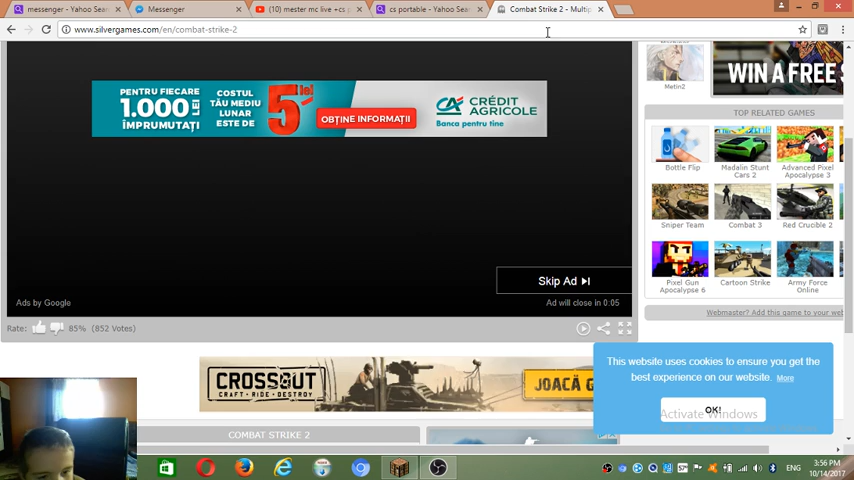 messenger - Yahoo Sear
Messenger
(10) mester mc live +cs p
cs portable - Yahoo Sear
Combat Strike 2 - Multip
www.silvergames.com/en/combat-strike-2
PENTRU FIECARE
1.000 LEI
ÎMPRUMUTAȚI
COSTUL
TĂU MEDIU
LUNAR
ESTE DE
5 lei
OBȚINE INFORMAȚII
CA
CRÉDIT
AGRICOLE
Banca pentru tine
Skip Ad
Ads by Google
Ad will close in 0:05
Metin2
WIN A FREE S
TOP RELATED GAMES
Bottle Flip
Madalin Stunt
Cars 2
Advanced Pixel
Apocalypse 3
Sniper Team
Combat 3
Red Crucible 2
Pixel Gun
Apocalypse 6
Cartoon Strike
Army Force
Online
Webmaster? Add this game to your web
Rate:
85%
(852 Votes)
CROSSOUT
CRAFT • RIDE • DESTROY
JOACĂ G
This website uses cookies to ensure you get the
best experience on our website. More
OK!
Activate Windows
COMBAT STRIKE 2
ENG
3:56 PM
10/14/2017